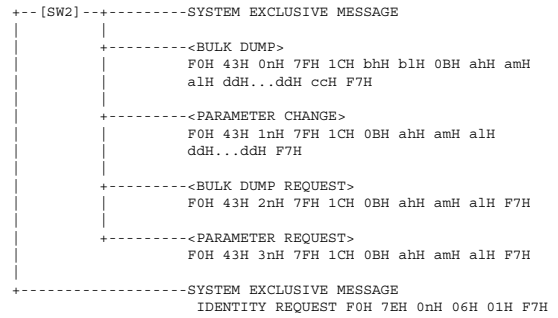 +--[SW2]--+---------SYSTEM EXCLUSIVE MESSAGE
|         |
|         +---------<BULK DUMP>
|         |         F0H 43H 0nH 7FH 1CH bhH blH 0BH ahH amH
|         |         alH ddH...ddH ccH F7H
|         |
|         +---------<PARAMETER CHANGE>
|         |         F0H 43H 1nH 7FH 1CH 0BH ahH amH alH
|         |         ddH...ddH F7H
|         |
|         +---------<BULK DUMP REQUEST>
|         |         F0H 43H 2nH 7FH 1CH 0BH ahH amH alH F7H
|         |
|         +---------<PARAMETER REQUEST>
|                   F0H 43H 3nH 7FH 1CH 0BH ahH amH alH F7H
|
+-------------------SYSTEM EXCLUSIVE MESSAGE
                     IDENTITY REQUEST F0H 7EH 0nH 06H 01H F7H